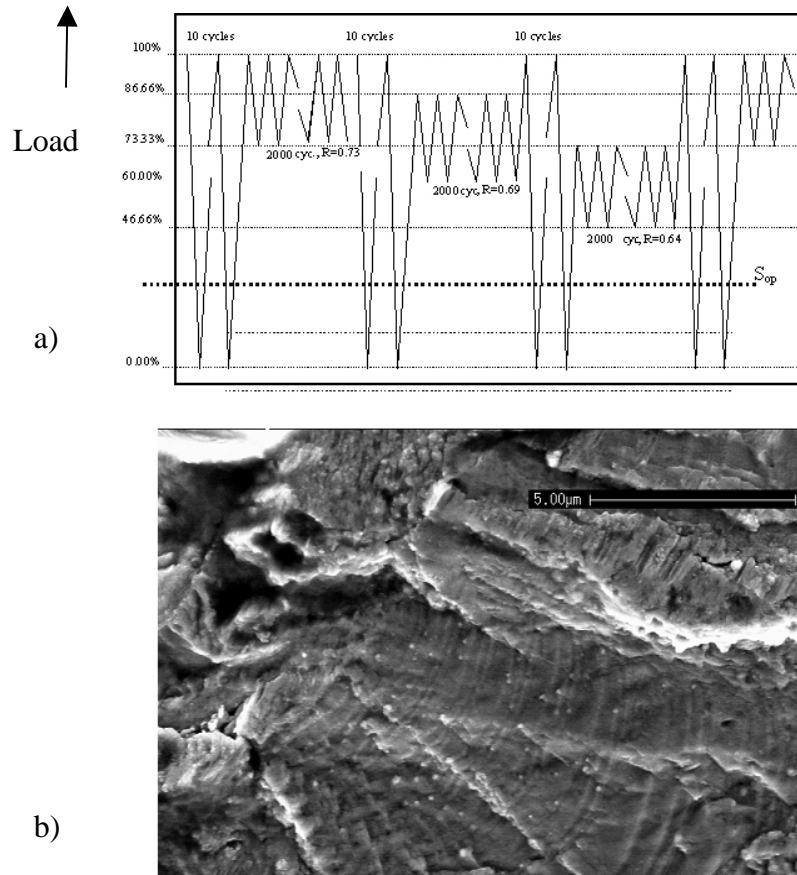 10 cycles 10 cycles 10 cycles
100%
86.66%
Load
73.33%
2000 cyc., R=0.73
60.00%
2000 cyc, R=0.69
46.66%
2000 cyc, R=0.64
Sop
a)
0.00%
5.00µm
b)